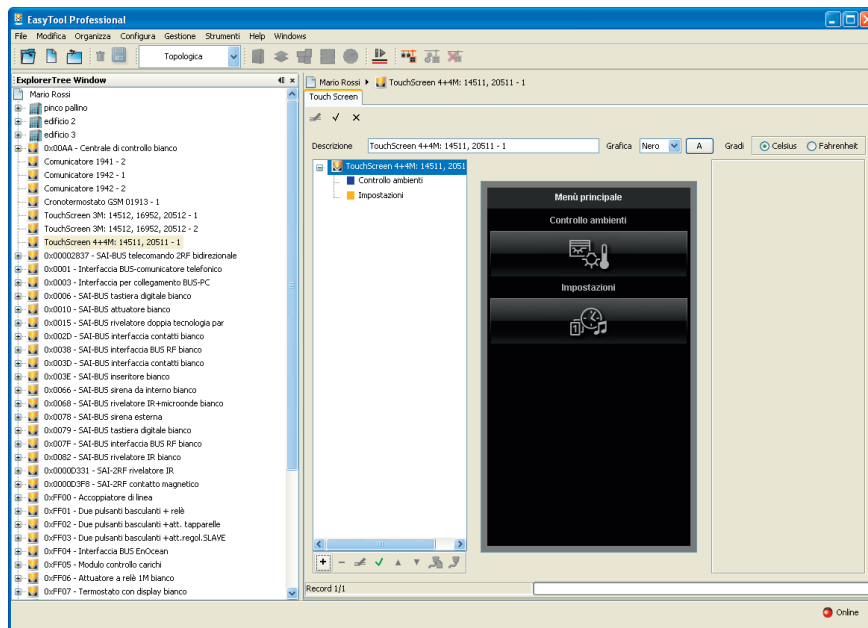 EasyTool Professional
File Modifica Organizza Configura Gestione Strumenti Help Windows
Topologica
ExplorerTree Window
Mario Rossi
pinco pallino
edificio 2
edificio 3
0x00AA - Centrale di controllo bianco
Comunicatore 1941 - 2
Comunicatore 1942 - 1
Comunicatore 1942 - 2
Cronotermostato GSM 01913 - 1
TouchScreen 3M: 14512, 16952, 20512 - 1
TouchScreen 3M: 14512, 16952, 20512 - 2
TouchScreen 4+4M: 14511, 20511 - 1
0x00002837 - SAI-BUS telecomando 2RF bidirezionale
0x0001 - Interfaccia BUS-comunicatore telefonico
0x0003 - Interfaccia per collegamento BUS-PC
0x0006 - SAI-BUS tastiera digitale bianco
0x0010 - SAI-BUS attuatore bianco
0x0015 - SAI-BUS rivelatore doppia tecnologia par
0x002D - SAI-BUS interfaccia contatti bianco
0x0038 - SAI-BUS interfaccia BUS RF bianco
0x003D - SAI-BUS interfaccia contatti bianco
0x003E - SAI-BUS inseritore bianco
0x0066 - SAI-BUS sirena da interno bianco
0x0068 - SAI-BUS rivelatore IR+microonde bianco
0x0078 - SAI-BUS sirena esterna
0x0079 - SAI-BUS tastiera digitale bianco
0x007F - SAI-BUS interfaccia BUS RF bianco
0x0082 - SAI-BUS rivelatore IR bianco
0x0000D331 - SAI-2RF rivelatore IR
0x0000D3F8 - SAI-2RF contatto magnetico
0xFF00 - Accoppiatore di linea
0xFF01 - Due pulsanti basculanti + relè
0xFF02 - Due pulsanti basculanti +att. tapparelle
0xFF03 - Due pulsanti basculanti +att.regol.SLAVE
0xFF04 - Interfaccia BUS EnOcean
0xFF05 - Modulo controllo carichi
0xFF06 - Attuatore a relè 1M bianco
0xFF07 - Termostato con display bianco
Mario Rossi TouchScreen 4+4M: 14511, 20511 - 1
Touch Screen
Descrizione TouchScreen 4+4M: 14511, 20511 - 1 Grafica Nero A Gradi Celsius Fahrenheit
TouchScreen 4+4M: 14511, 2051
Controllo ambienti
Impostazioni
Menù principale
Controllo ambienti
Impostazioni
1
Record 1/1
Online